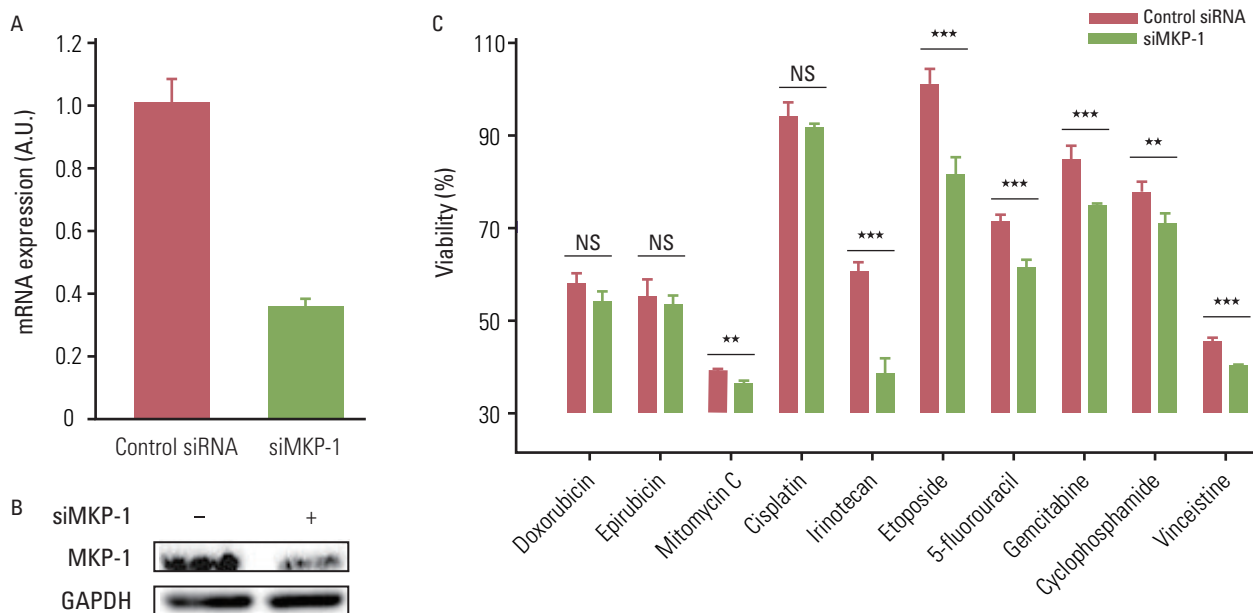 A
mRNA expression (A.U.)
1.2
1.0
0.8
0.6
0.4
0.2
0
Control siRNA siMKP-1
B
siMKP-1 – +
MKP-1
GAPDH
C
Control siRNA
siMKP-1
Viability (%)
110
90
70
50
30
NS
NS
★★
NS
★★★
★★★
★★★
★★★
★★
★★★
Doxorubicin
Epirubicin
Mitomycin C
Cisplatin
Irinotecan
Etoposide
5-fluorouracil
Gemcitabine
Cyclophosphamide
Vinceistine